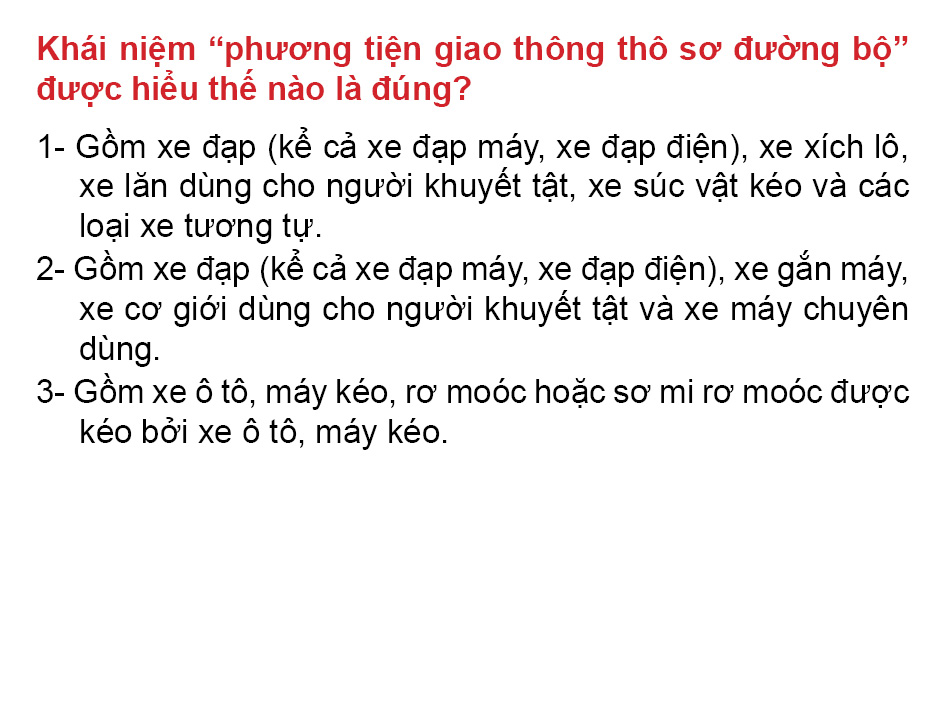 Khái niệm “phương tiện giao thông thô sơ đường bộ”
được hiểu thế nào là đúng?
1- Gồm xe đạp (kể cả xe đạp máy, xe đạp điện), xe xích lô,
xe lăn dùng cho người khuyết tật, xe súc vật kéo và các
loại xe tương tự.
2- Gồm xe đạp (kể cả xe đạp máy, xe đạp điện), xe gắn máy,
xe cơ giới dùng cho người khuyết tật và xe máy chuyên
dùng.
3- Gồm xe ô tô, máy kéo, rơ moóc hoặc sơ mi rơ moóc được
kéo bởi xe ô tô, máy kéo.